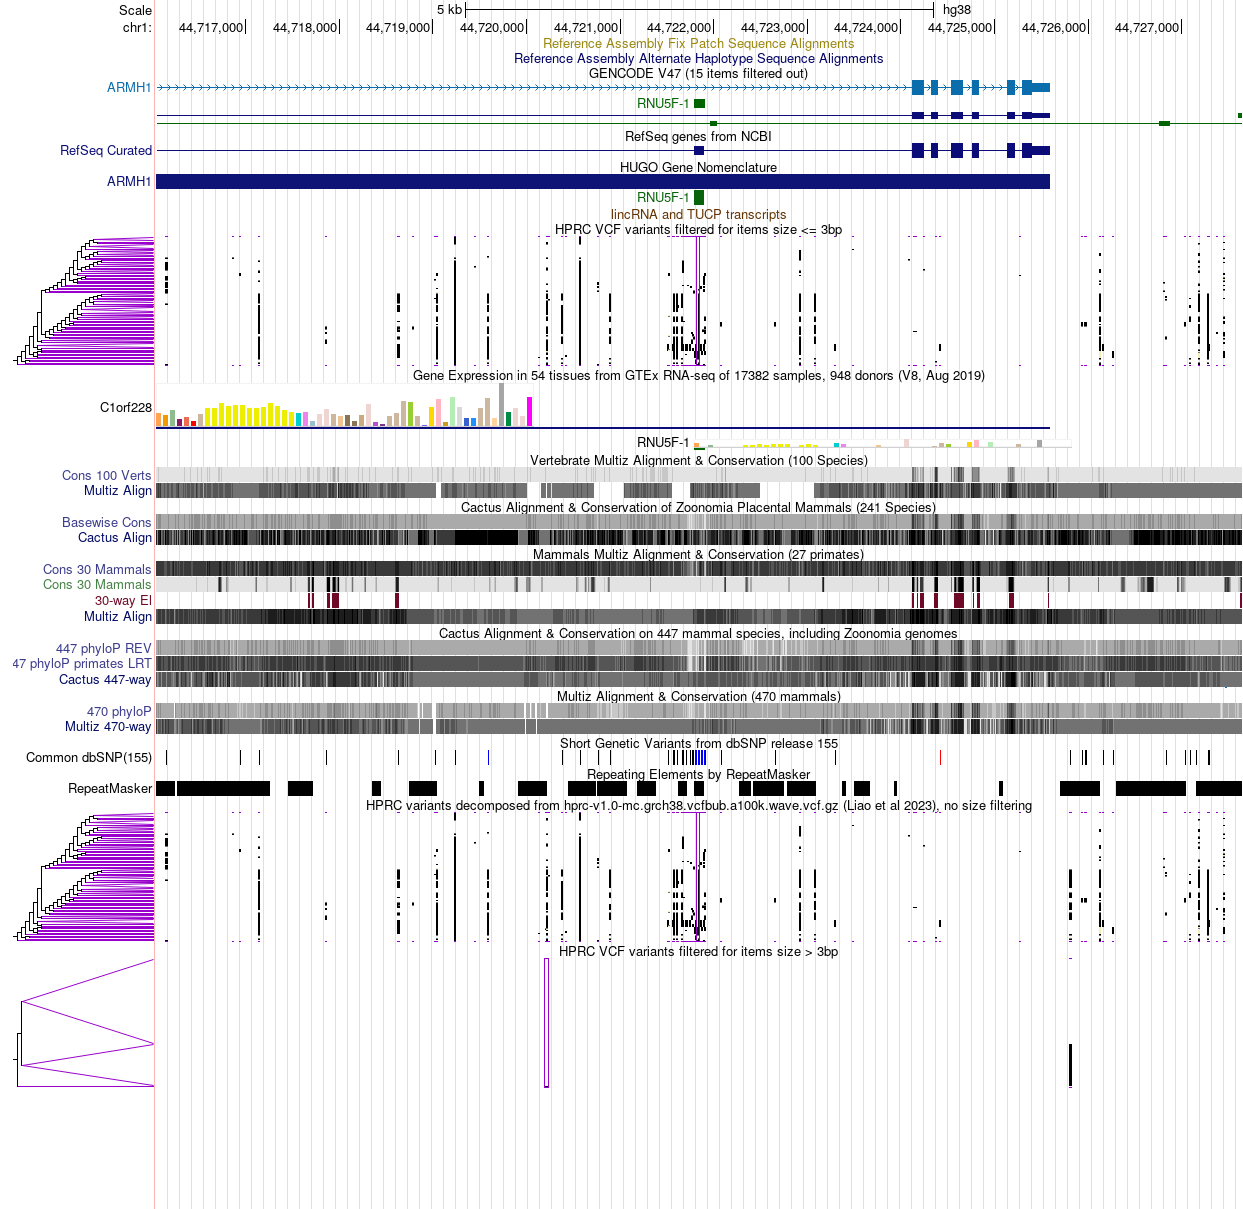 Scale 5 kb hg38
chr1: 44,717,000 44,718,000 44,719,000 44,720,000 44,721,000 44,722,000 44,723,000 44,724,000 44,725,000 44,726,000 44,727,000
Reference Assembly Fix Patch Sequence Alignments
Reference Assembly Alternate Haplotype Sequence Alignments
GENCODE V47 (15 items filtered out)
ARMH1
RNU5F-1
RefSeq genes from NCBI
RefSeq Curated
HUGO Gene Nomenclature
ARMH1
RNU5F-1
lincRNA and TUCP transcripts
HPRC VCF variants filtered for items size <= 3bp
Gene Expression in 54 tissues from GTEx RNA-seq of 17382 samples, 948 donors (V8, Aug 2019)
C1orf228
RNU5F-1
Vertebrate Multiz Alignment & Conservation (100 Species)
Cons 100 Verts
Multiz Align
Cactus Alignment & Conservation of Zoonomia Placental Mammals (241 Species)
Basewise Cons
Cactus Align
Mammals Multiz Alignment & Conservation (27 primates)
Cons 30 Mammals
Cons 30 Mammals
30-way El
Multiz Align
Cactus Alignment & Conservation on 447 mammal species, including Zoonomia genomes
447 phyloP REV
47 phyloP primates LRT
Cactus 447-way
Multiz Alignment & Conservation (470 mammals)
470 phyloP
Multiz 470-way
Short Genetic Variants from dbSNP release 155
Common dbSNP(155)
Repeating Elements by RepeatMasker
RepeatMasker
HPRC variants decomposed from hprc-v1.0-mc.grch38.vcfbub.a100k.wave.vcf.gz (Liao et al 2023), no size filtering
HPRC VCF variants filtered for items size > 3bp